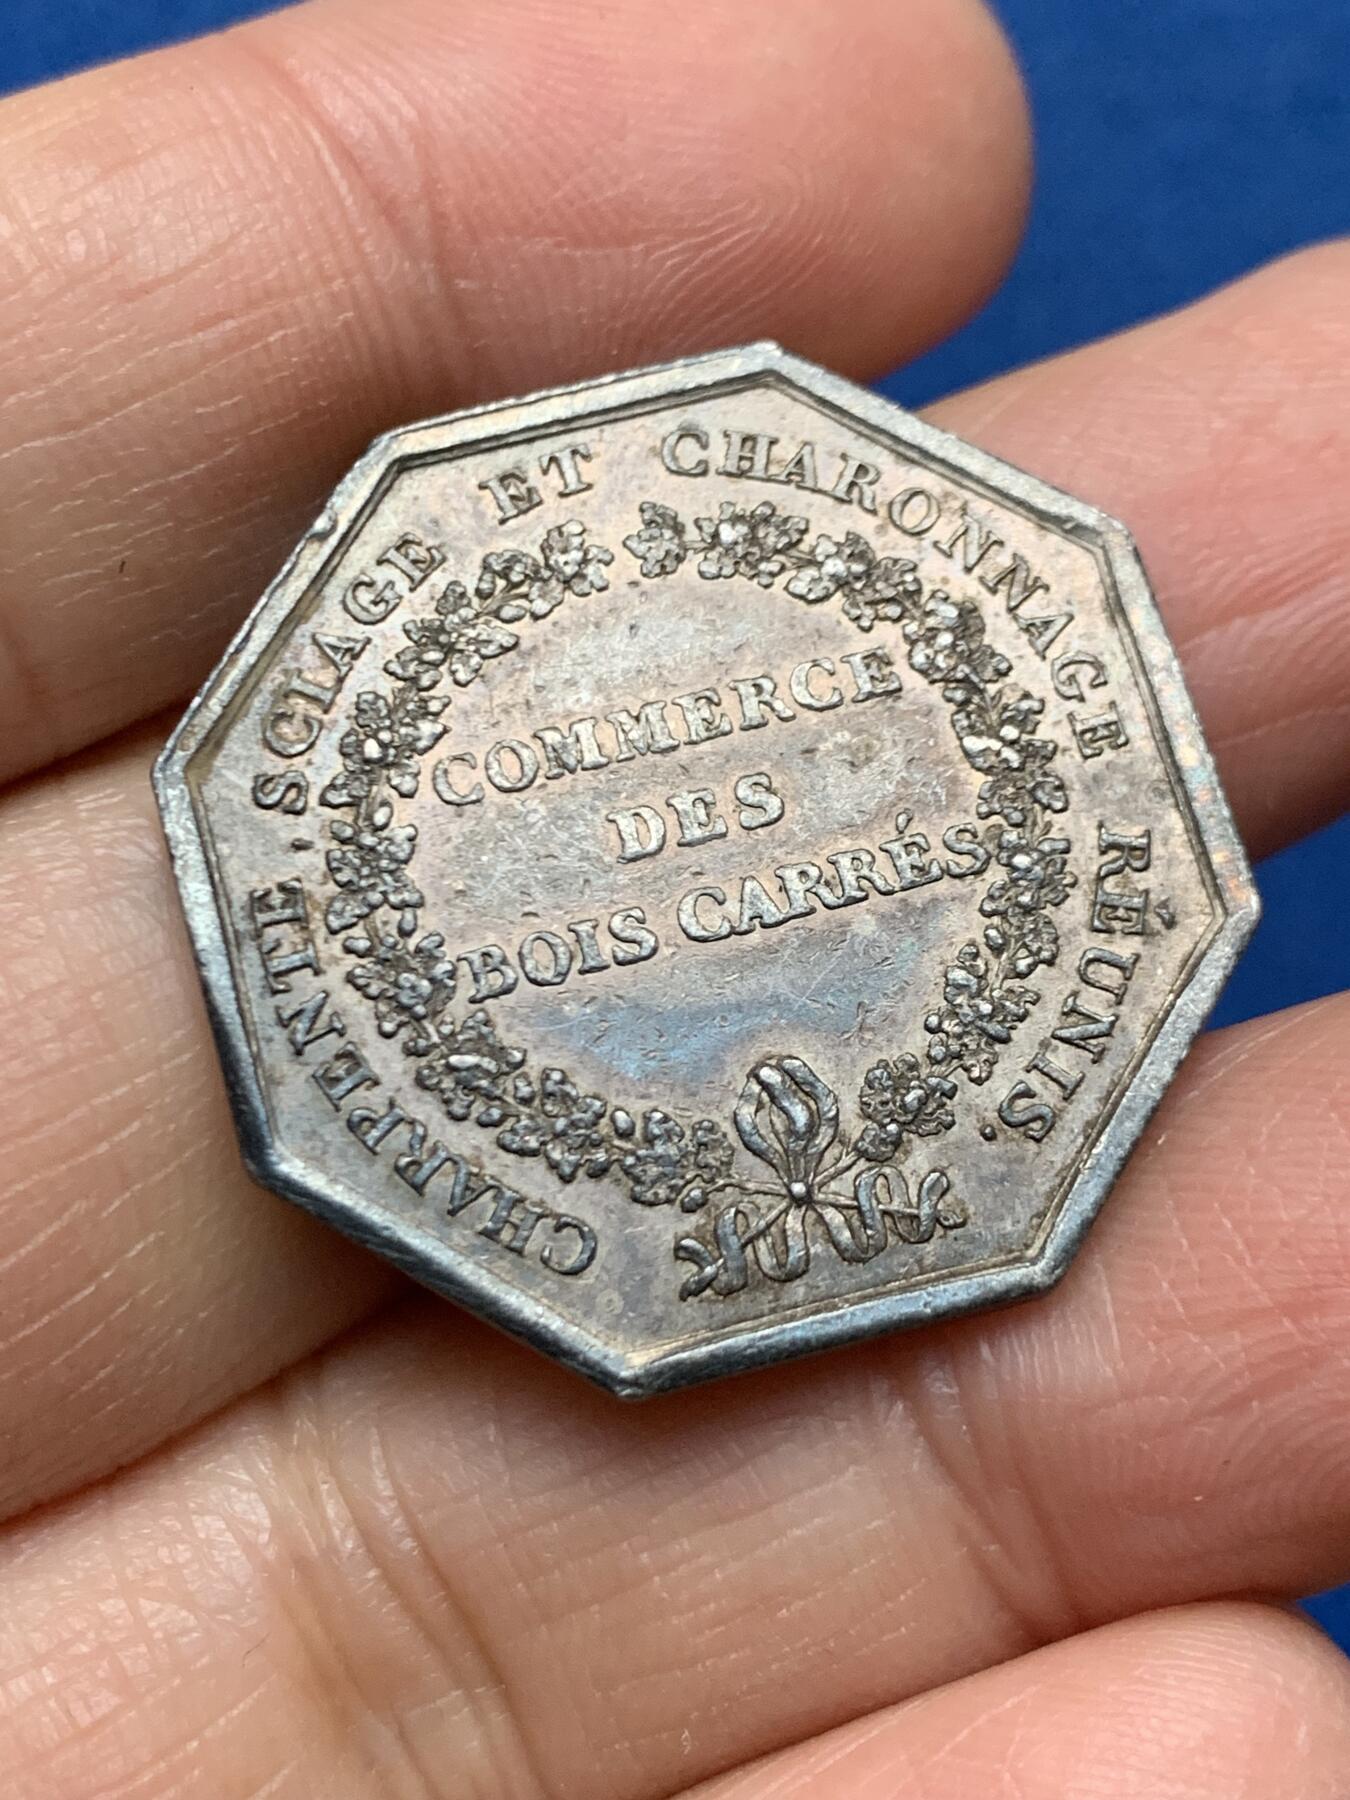 CHARPENTE. SCIAGE ET CHARONNAGE RÉUNIS.
COMMERCE
DES
BOIS CARRÉS